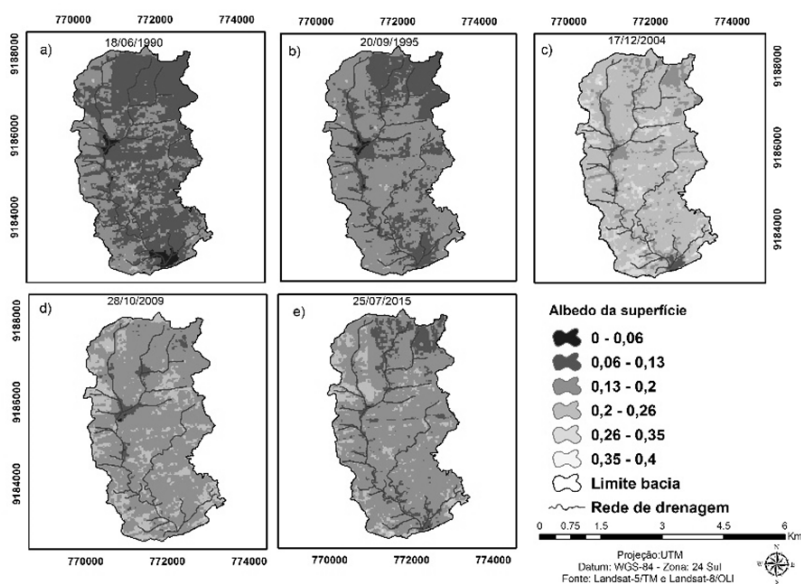 770000 772000 774000 770000 772000 774000 770000 772000 774000
a) 18/06/1990
b) 20/09/1995
c) 17/12/2004
9188000 9186000 9184000
9188000 9186000 9184000
d) 28/10/2009
e) 25/07/2015
9188000 9186000 9184000
770000 772000 774000 770000 772000 774000
Albedo da superfície
0 - 0,06
0,06 - 0,13
0,13 - 0,2
0,2 - 0,26
0,26 - 0,35
0,35 - 0,4
Limite bacia
Rede de drenagem
0 0.75 1.5 3 4.5 6
Km
Projeção:UTM
Datum: WGS-84 - Zona: 24 Sul
Fonte: Landsat-5/TM e Landsat-8/OLI